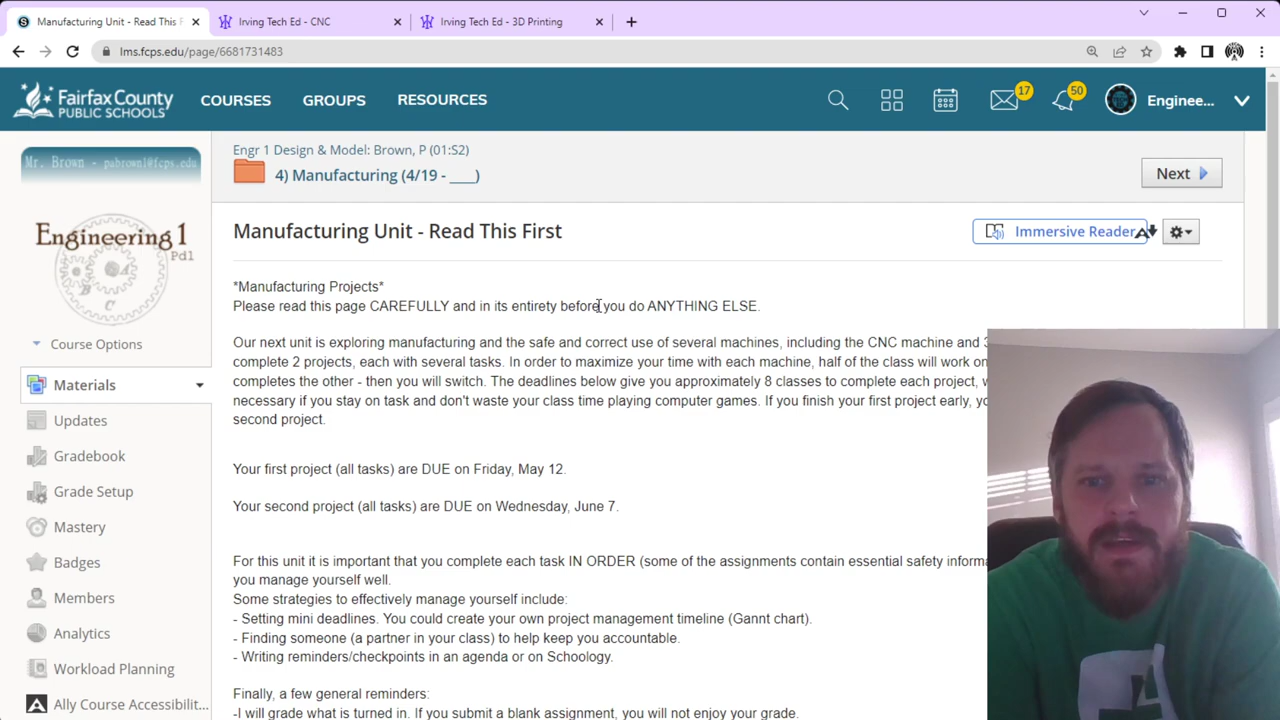 Manufacturing Unit - Read This F
Irving Tech Ed - CNC
Irving Tech Ed - 3D Printing
lms.fcps.edu/page/6681731483
Fairfax County
PUBLIC SCHOOLS
COURSES
GROUPS
RESOURCES
17
50
Enginee...
Mr. Brown - pabrown1@fcps.edu
Engineering 1
Pd1
Course Options
Materials
Updates
Gradebook
Grade Setup
Mastery
Badges
Members
Analytics
Workload Planning
Ally Course Accessibilit...
Engr 1 Design & Model: Brown, P (01:S2)
4) Manufacturing (4/19 - ____)
Next
Manufacturing Unit - Read This First
Immersive Reader
*Manufacturing Projects*
Please read this page CAREFULLY and in its entirety before you do ANYTHING ELSE.
Our next unit is exploring manufacturing and the safe and correct use of several machines, including the CNC machine and 3
complete 2 projects, each with several tasks. In order to maximize your time with each machine, half of the class will work on
completes the other - then you will switch. The deadlines below give you approximately 8 classes to complete each project, w
necessary if you stay on task and don't waste your class time playing computer games. If you finish your first project early, yo
second project.
Your first project (all tasks) are DUE on Friday, May 12.
Your second project (all tasks) are DUE on Wednesday, June 7.
For this unit it is important that you complete each task IN ORDER (some of the assignments contain essential safety informa
you manage yourself well.
Some strategies to effectively manage yourself include:
- Setting mini deadlines. You could create your own project management timeline (Gannt chart).
- Finding someone (a partner in your class) to help keep you accountable.
- Writing reminders/checkpoints in an agenda or on Schoology.
Finally, a few general reminders:
-I will grade what is turned in. If you submit a blank assignment, you will not enjoy your grade.